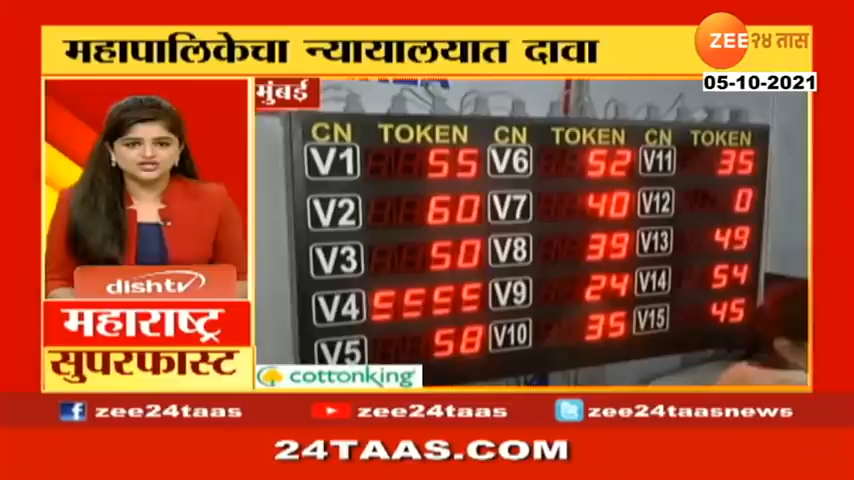 महापालिकेचा न्यायालयात दावा
ZEE २४ तास
05-10-2021
मुंबई
CN TOKEN CN TOKEN CN TOKEN
V1 55 V6 52 V11 35
V2 60 V7 40 V12 0
V3 50 V8 39 V13 49
V4 5555 V9 24 V14 54
V5 58 V10 35 V15 45
dishtv
महाराष्ट्र
सुपरफास्ट
cottonking
zee24taas zee24taas zee24taasnews
24TAAS.COM